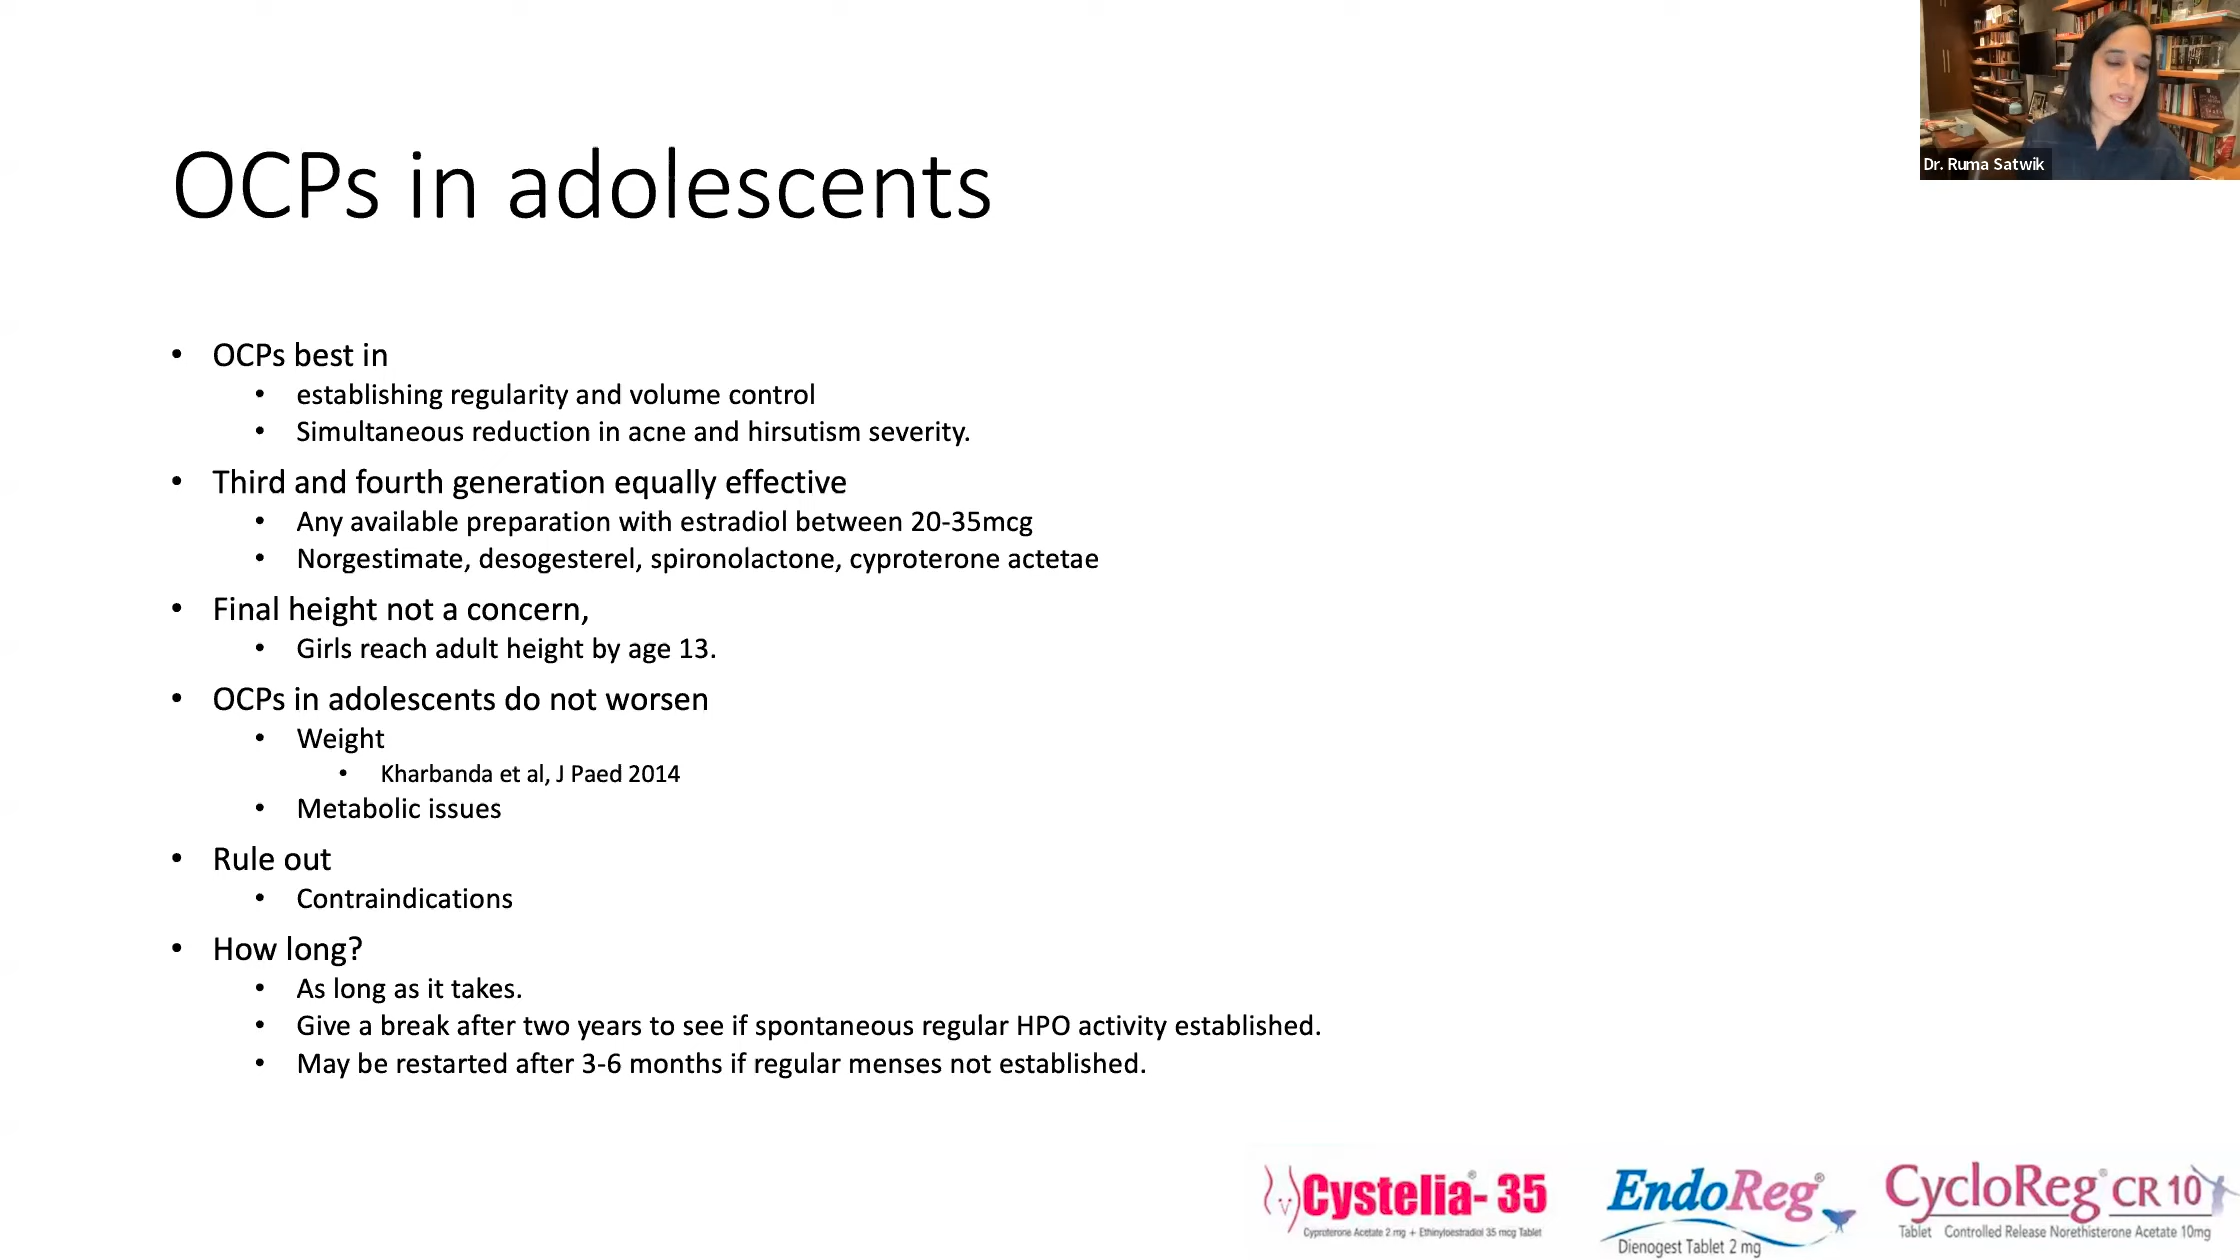 Dr. Ruma Satwik
OCPs in adolescents
• OCPs best in
• establishing regularity and volume control
• Simultaneous reduction in acne and hirsutism severity.
• Third and fourth generation equally effective
• Any available preparation with estradiol between 20-35mcg
• Norgestimate, desogesterel, spironolactone, cyproterone actetae
• Final height not a concern,
• Girls reach adult height by age 13.
• OCPs in adolescents do not worsen
• Weight
• Kharbanda et al, J Paed 2014
• Metabolic issues
• Rule out
• Contraindications
• How long?
• As long as it takes.
• Give a break after two years to see if spontaneous regular HPO activity established.
• May be restarted after 3-6 months if regular menses not established.
Cystelia®- 35
Cyproterone Acetate 2 mg + Ethinyloestradiol 35 mcg Tablet
EndoReg®
Dienogest Tablet 2 mg
CycloReg® CR 10
Tablet Controlled Release Norethisterone Acetate 10mg